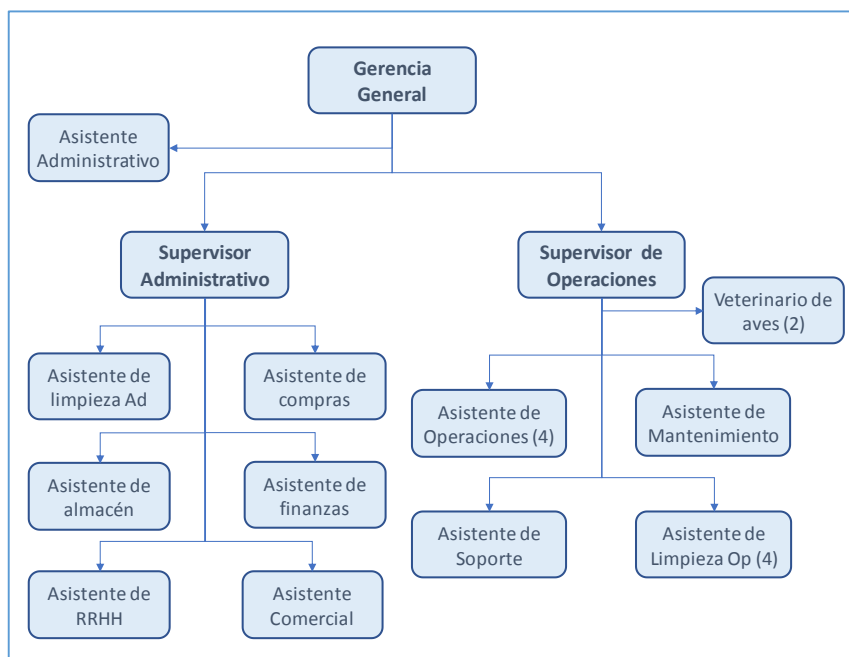 Gerencia
General
Asistente
Administrativo
Supervisor
Administrativo
Supervisor de
Operaciones
Veterinario de
aves (2)
Asistente de
limpieza Ad
Asistente de
compras
Asistente de
Operaciones (4)
Asistente de
Mantenimiento
Asistente de
almacén
Asistente de
finanzas
Asistente de
Soporte
Asistente de
Limpieza Op (4)
Asistente de
RRHH
Asistente
Comercial